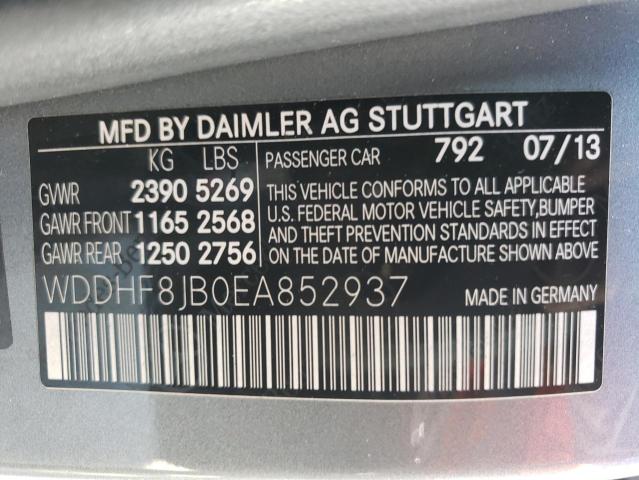 MFD BY DAIMLER AG STUTTGART
KG LBS PASSENGER CAR 792 07/13
GVWR 2390 5269 THIS VEHICLE CONFORMS TO ALL APPLICABLE
U.S. FEDERAL MOTOR VEHICLE SAFETY,BUMPER
GAWR FRONT 1165 2568 AND THEFT PREVENTION STANDARDS IN EFFECT
GAWR REAR 1250 2756 ON THE DATE OF MANUFACTURE SHOWN ABOVE
WDDHF8JB0EA852937 MADE IN GERMANY